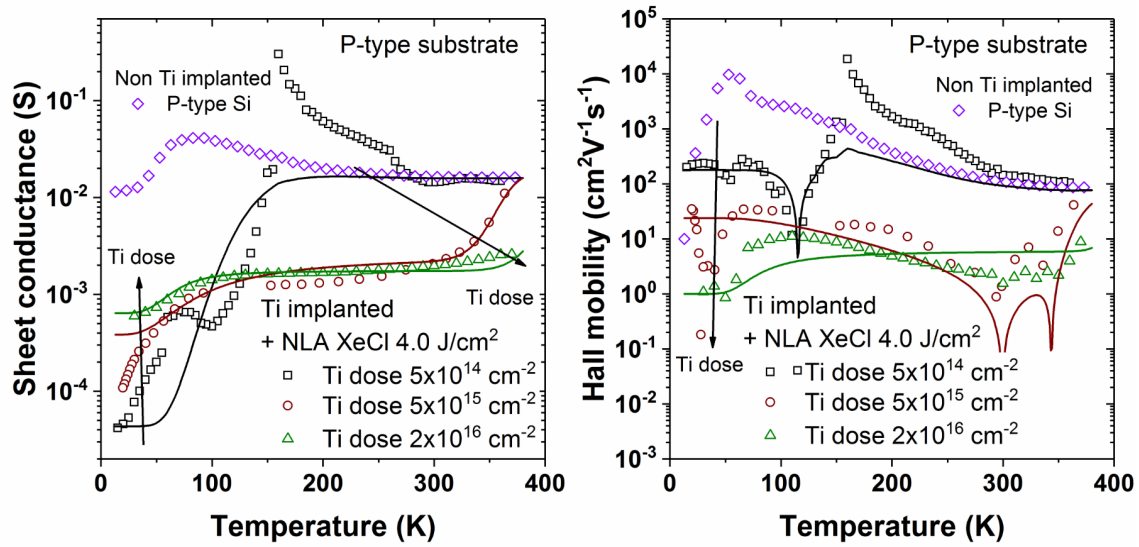 P-type substrate
Non Ti implanted
P-type Si
Ti dose
Ti dose
Ti implanted
+ NLA XeCl 4.0 J/cm²
Ti dose 5x10¹⁴ cm⁻²
Ti dose 5x10¹⁵ cm⁻²
Ti dose 2x10¹⁶ cm⁻²
10⁻¹
10⁻²
10⁻³
10⁻⁴
0
100
200
300
400
Sheet conductance (S)
Temperature (K)
P-type substrate
Non Ti implanted
P-type Si
Ti implanted
+ NLA XeCl 4.0 J/cm²
Ti dose
Ti dose 5x10¹⁴ cm⁻²
Ti dose 5x10¹⁵ cm⁻²
Ti dose 2x10¹⁶ cm⁻²
10⁵
10⁴
10³
10²
10¹
10⁰
10⁻¹
10⁻²
10⁻³
0
100
200
300
400
Hall mobility (cm²V⁻¹s⁻¹)
Temperature (K)